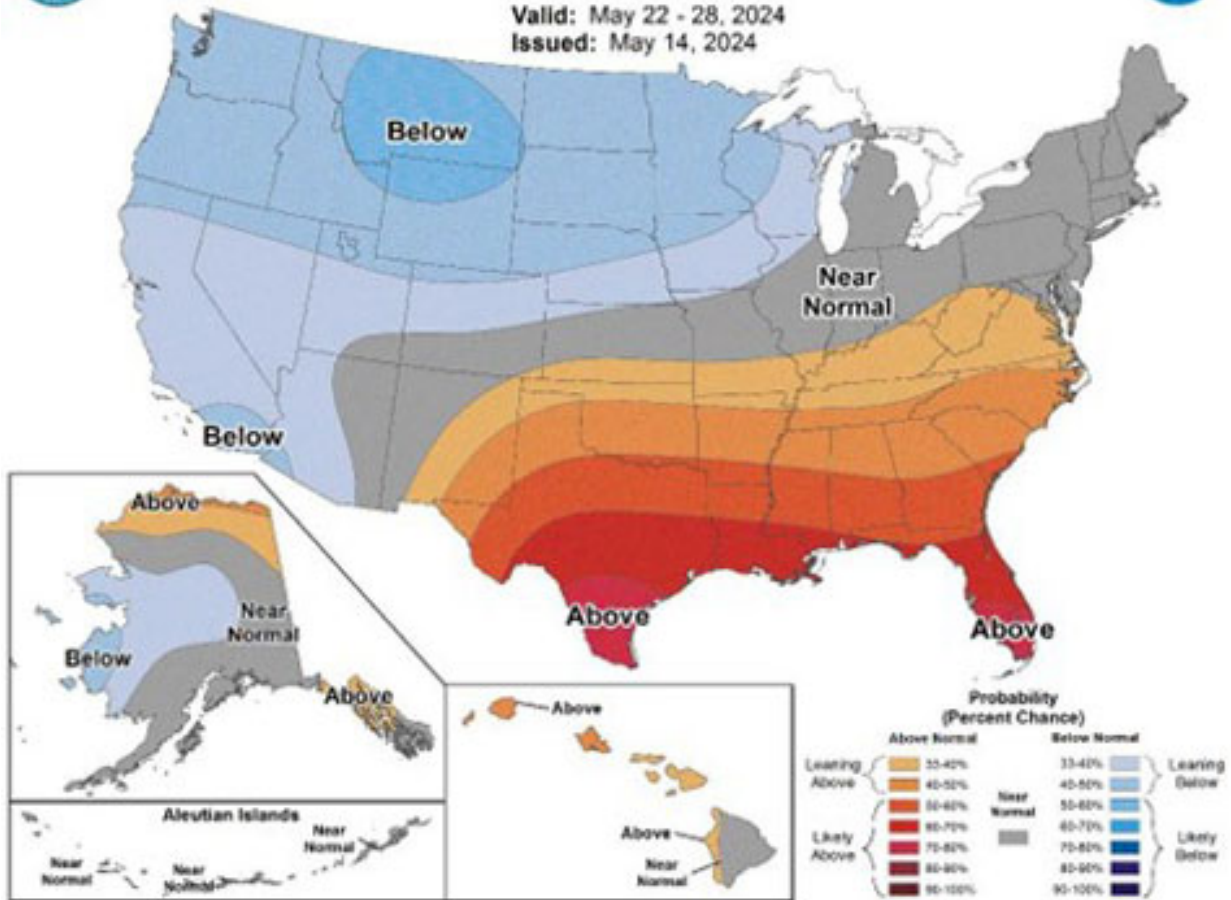 Valid: May 22 - 28, 2024
Issued: May 14, 2024
Below
Near
Normal
Below
Above
Above
Above
Near
Normal
Below
Above
Aleutian Islands
Near
Normal
Near
Normal
Near
Normal
Above
Above
Near
Normal
Probability
(Percent Chance)
Above Normal
Below Normal
Leaning
Above
33-40%
40-50%
Likely
Above
50-60%
60-70%
70-80%
80-90%
90-100%
Near
Normal
33-40%
40-50%
Leaning
Below
50-60%
60-70%
70-80%
80-90%
90-100%
Likely
Below